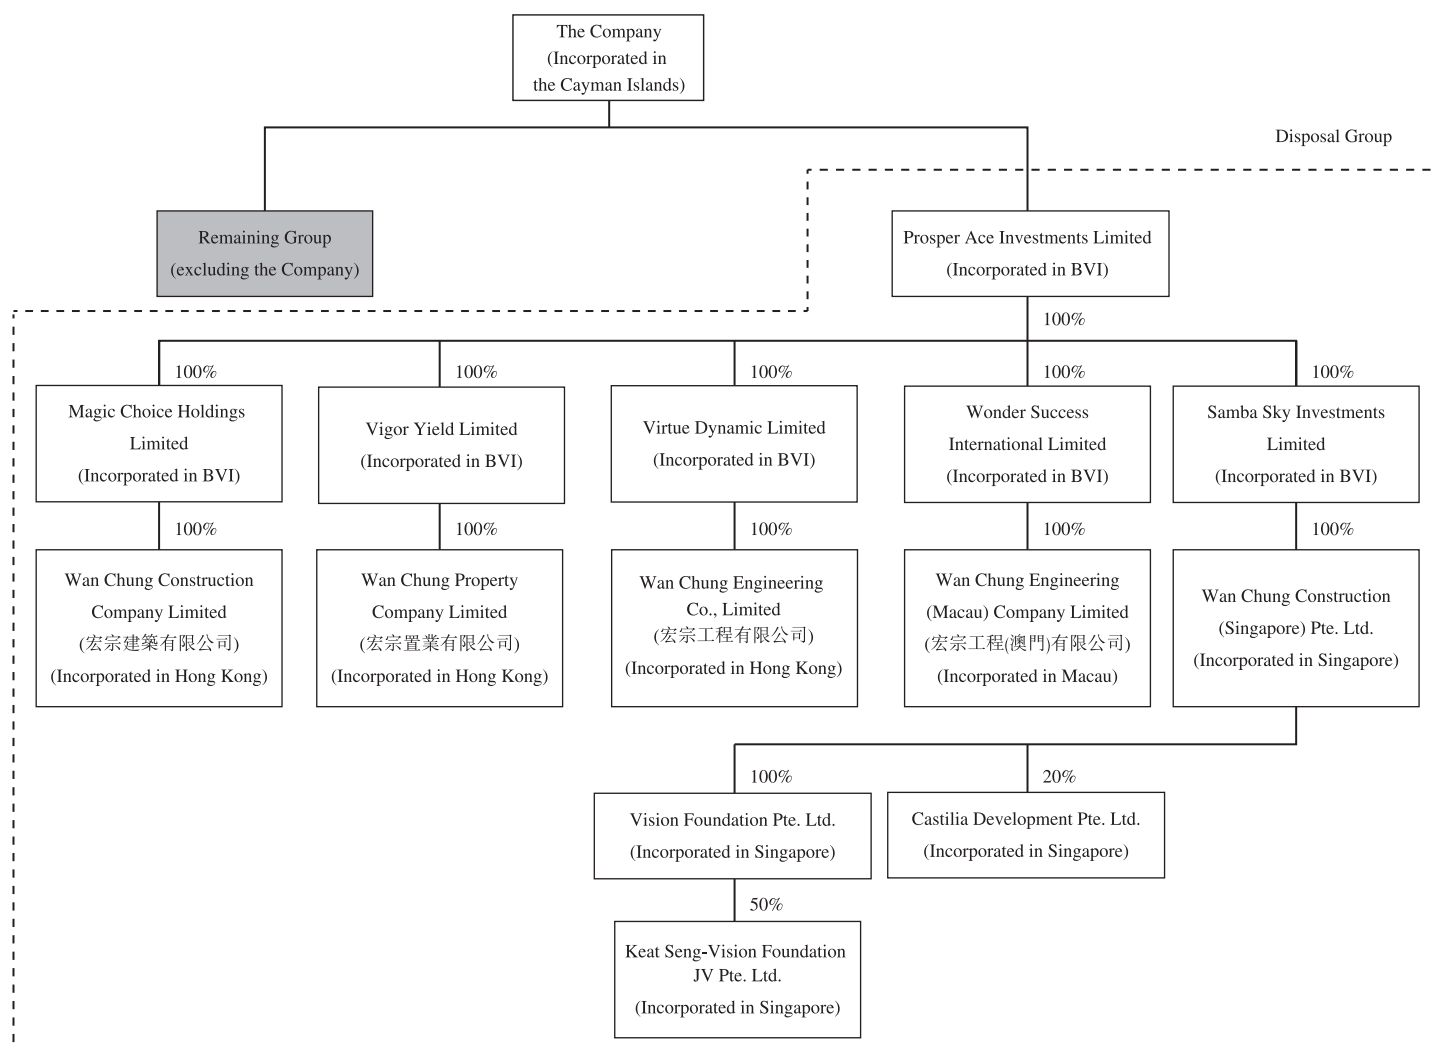 The Company
(Incorporated in
the Cayman Islands)
Disposal Group
Remaining Group
(excluding the Company)
Prosper Ace Investments Limited
(Incorporated in BVI)
100%
100%
100%
100%
100%
100%
Magic Choice Holdings
Limited
(Incorporated in BVI)
Vigor Yield Limited
(Incorporated in BVI)
Virtue Dynamic Limited
(Incorporated in BVI)
Wonder Success
International Limited
(Incorporated in BVI)
Samba Sky Investments
Limited
(Incorporated in BVI)
100%
100%
100%
100%
100%
Wan Chung Construction
Company Limited
(宏宗建築有限公司)
(Incorporated in Hong Kong)
Wan Chung Property
Company Limited
(宏宗置業有限公司)
(Incorporated in Hong Kong)
Wan Chung Engineering
Co., Limited
(宏宗工程有限公司)
(Incorporated in Hong Kong)
Wan Chung Engineering
(Macau) Company Limited
(宏宗工程(澳門)有限公司)
(Incorporated in Macau)
Wan Chung Construction
(Singapore) Pte. Ltd.
(Incorporated in Singapore)
100%
20%
Vision Foundation Pte. Ltd.
(Incorporated in Singapore)
Castilia Development Pte. Ltd.
(Incorporated in Singapore)
50%
Keat Seng-Vision Foundation
JV Pte. Ltd.
(Incorporated in Singapore)